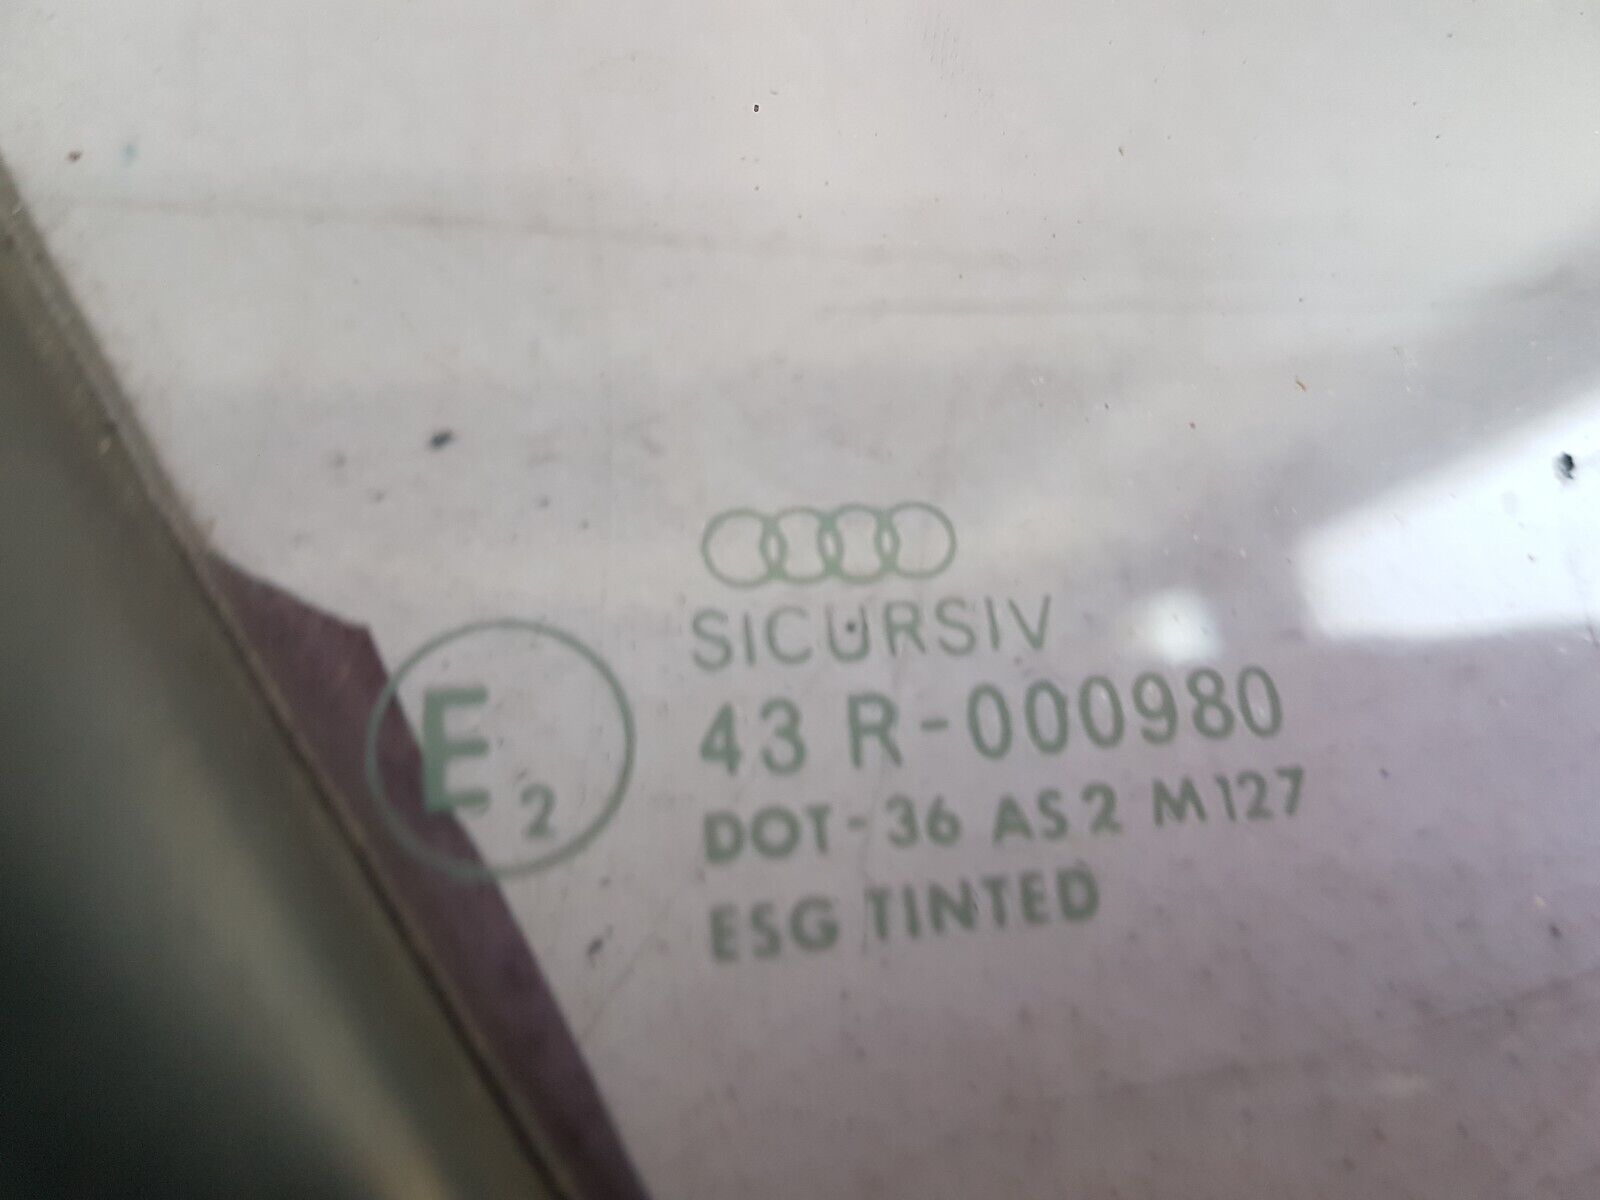 SICURSIV
E2
43 R-000980
DOT-36 AS2 M127
ESG TINTED